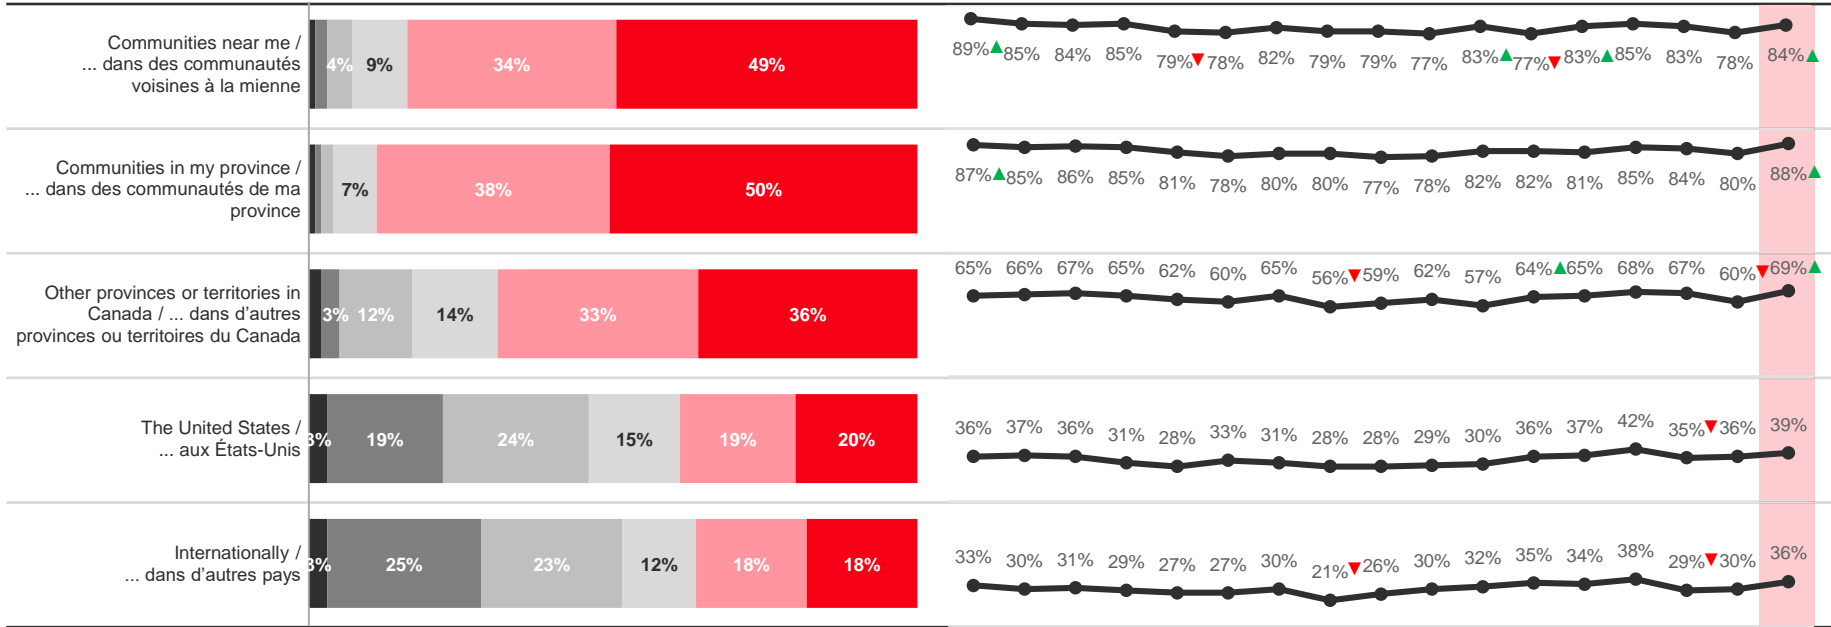 Communities near me /
... dans des communautés
voisines à la mienne
4% 9% 34% 49%
89%▲85% 84% 85% 79%▼78% 82% 79% 79% 77% 83%▲77%▼83%▲85% 83% 78% 84%▲
Communities in my province /
... dans des communautés de ma
province
7% 38% 50%
87%▲85% 86% 85% 81% 78% 80% 80% 77% 78% 82% 82% 81% 85% 84% 80% 88%▲
Other provinces or territories in
Canada / ... dans d'autres
provinces ou territoires du Canada
3% 12% 14% 33% 36%
65% 66% 67% 65% 62% 60% 65% 56%▼59% 62% 57% 64%▲65% 68% 67% 60%▼69%▲
The United States /
... aux États-Unis
3% 19% 24% 15% 19% 20%
36% 37% 36% 31% 28% 33% 31% 28% 28% 29% 30% 36% 37% 42% 35%▼36% 39%
Internationally /
... dans d'autres pays
3% 25% 23% 12% 18% 18%
33% 30% 31% 29% 27% 27% 30% 21%▼26% 30% 32% 35% 34% 38% 29%▼30% 36%